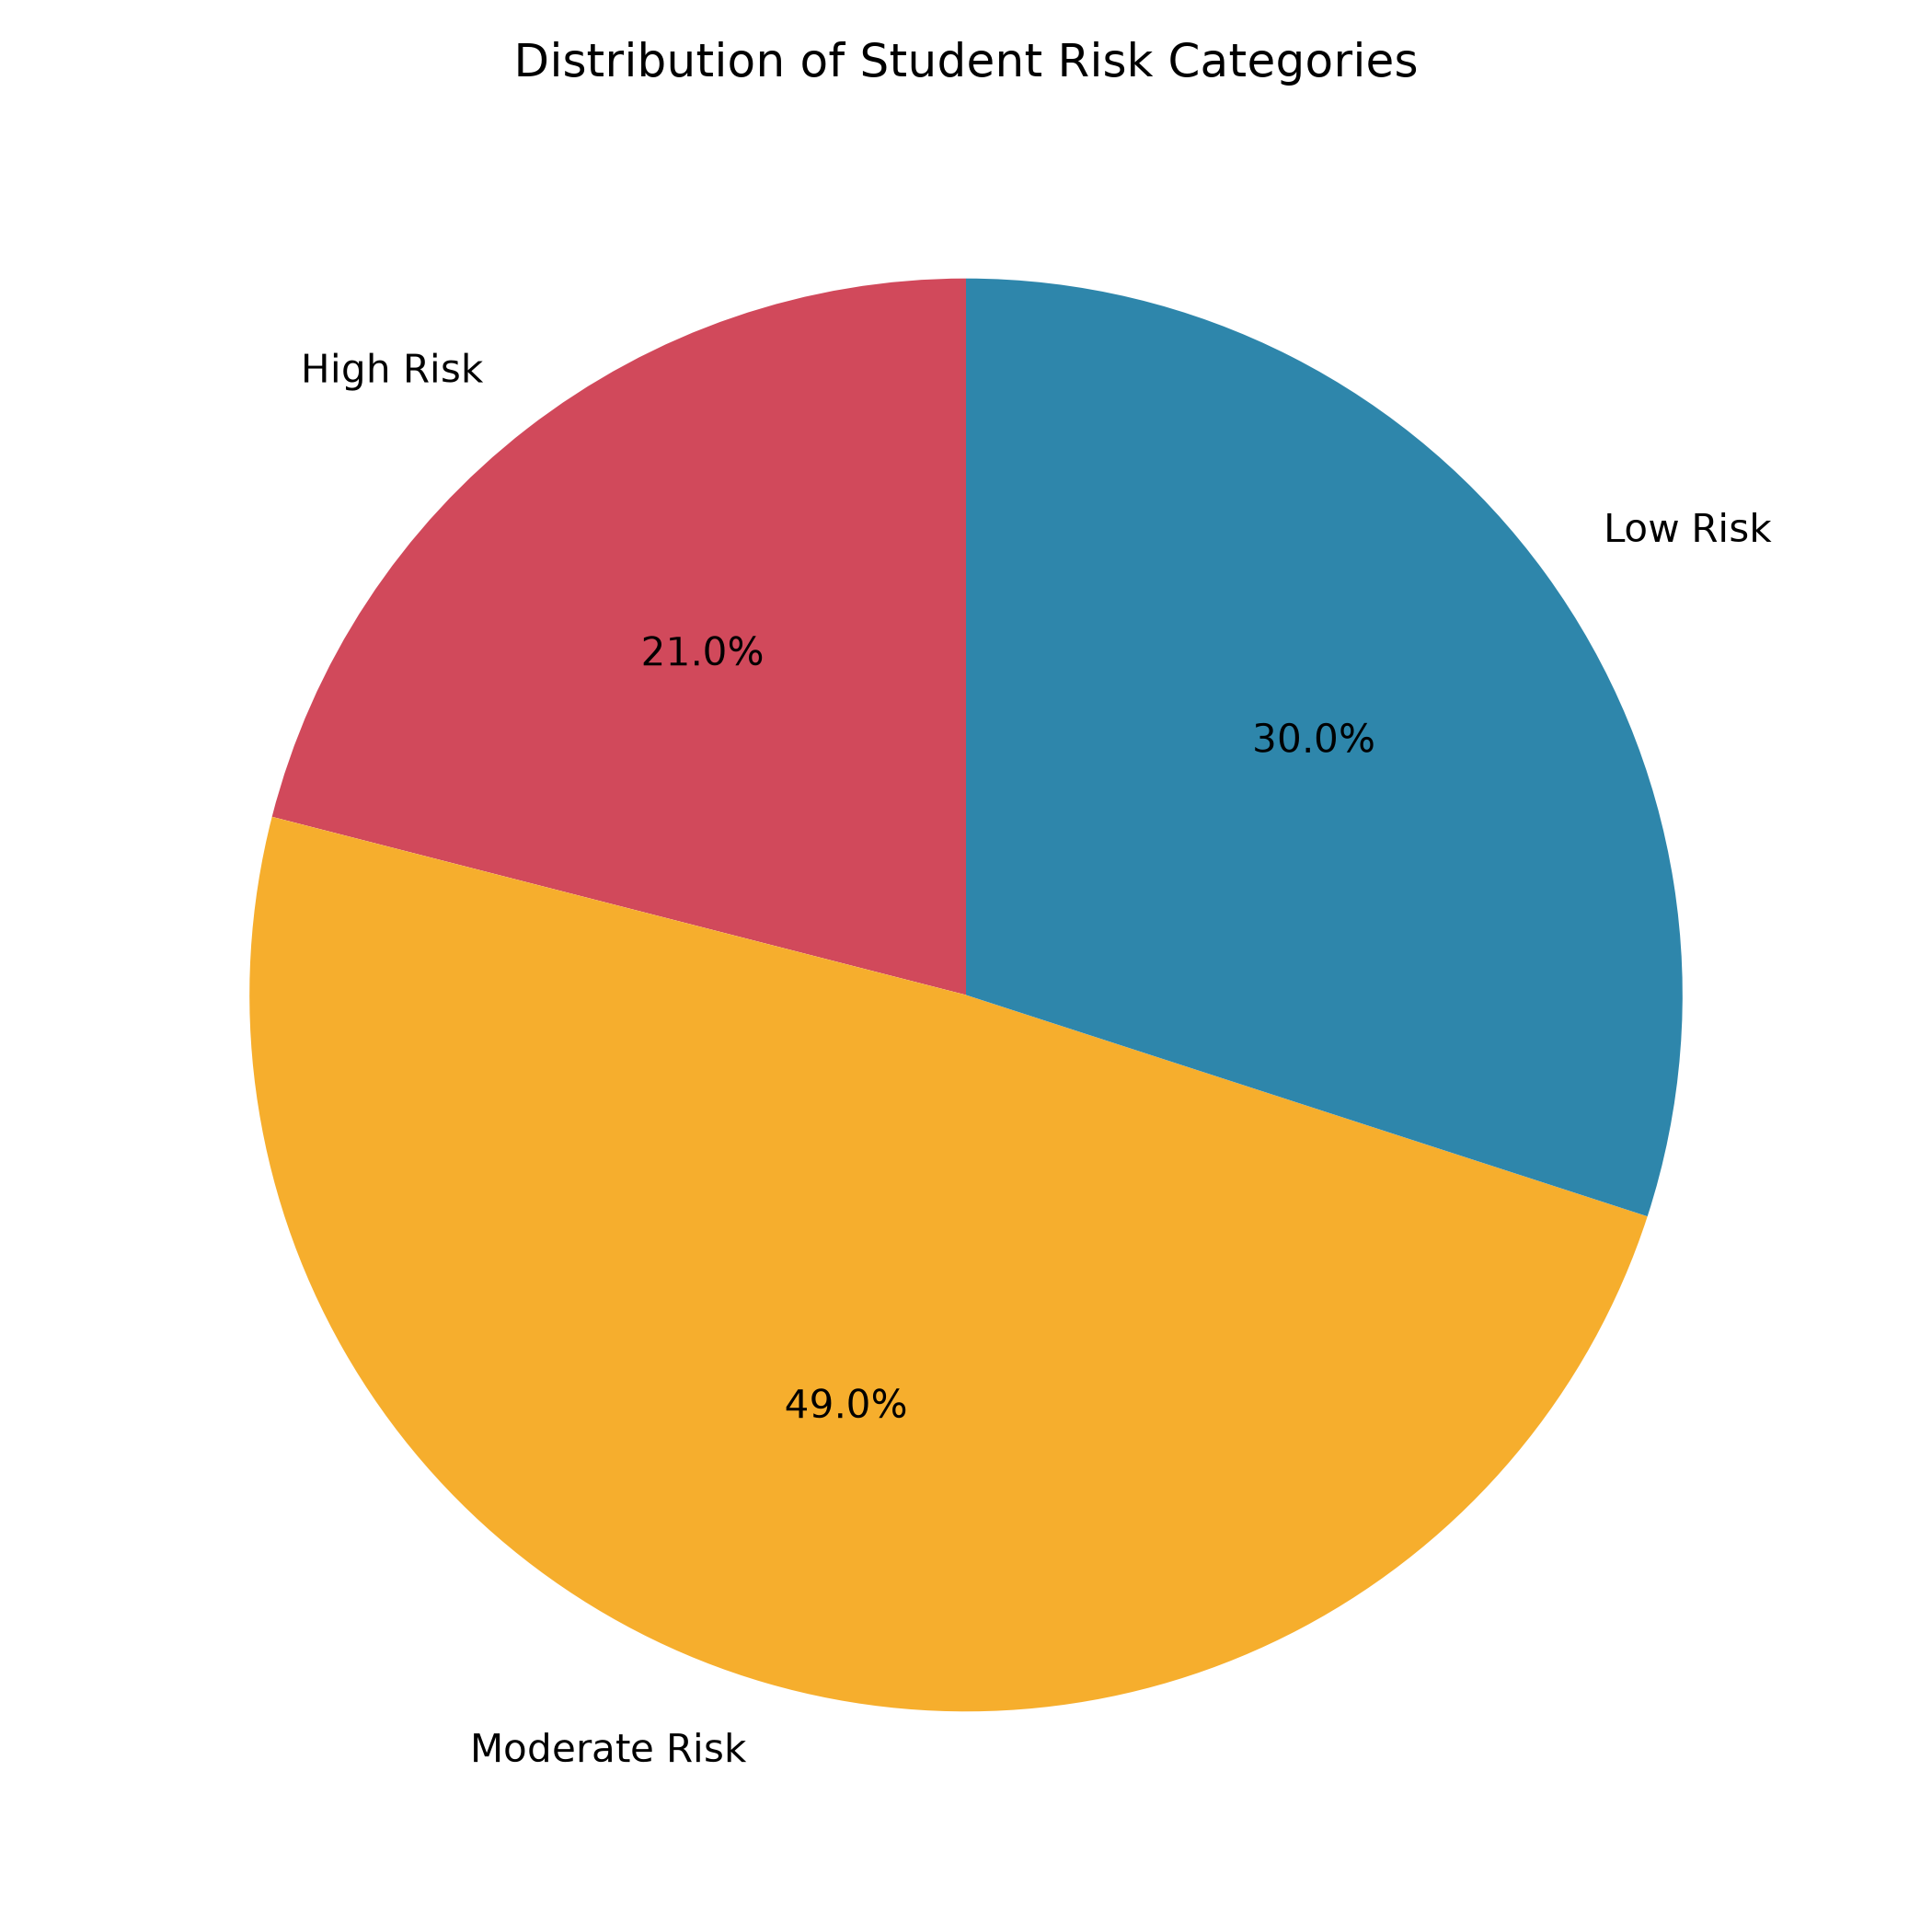 Distribution of Student Risk Categories
High Risk
Low Risk
21.0%
30.0%
49.0%
Moderate Risk